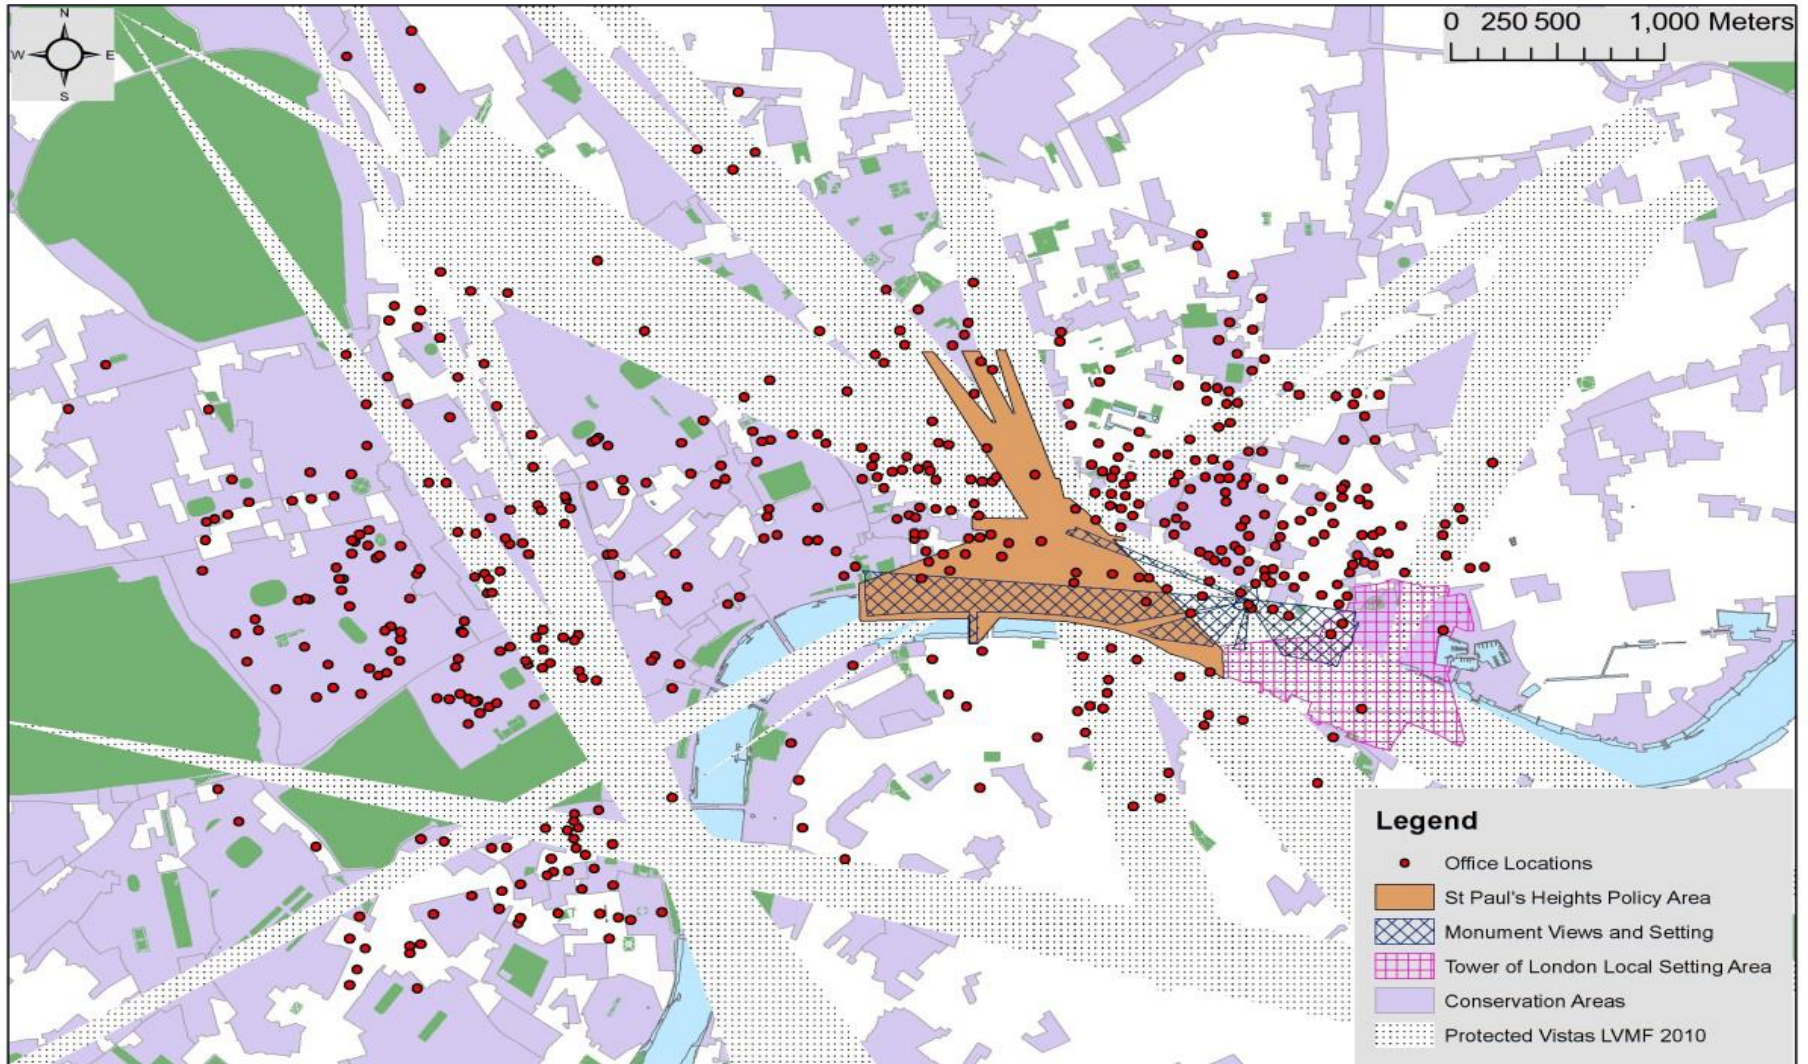 N
W E
S
0 250 500 1,000 Meters
Legend
Office Locations
St Paul's Heights Policy Area
Monument Views and Setting
Tower of London Local Setting Area
Conservation Areas
Protected Vistas LVMF 2010